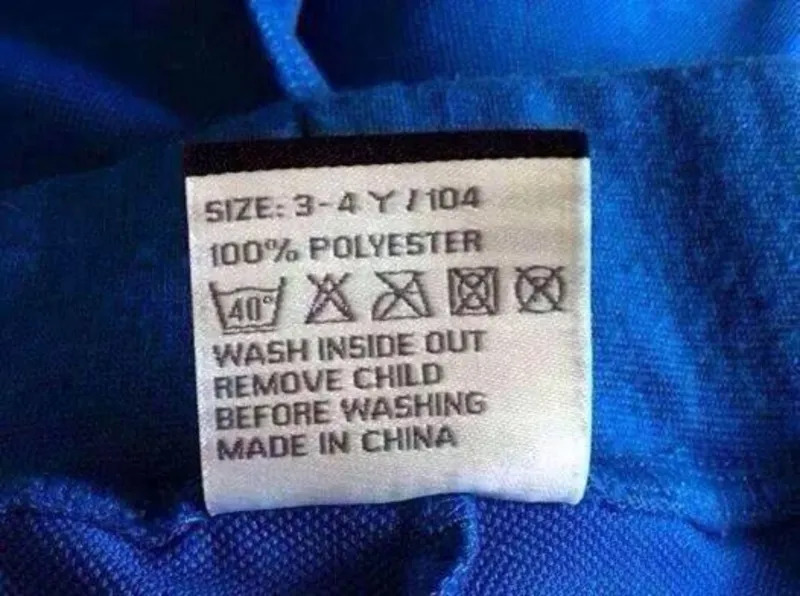 SIZE: 3-4 Y / 104
100% POLYESTER
40°
WASH INSIDE OUT
REMOVE CHILD
BEFORE WASHING
MADE IN CHINA